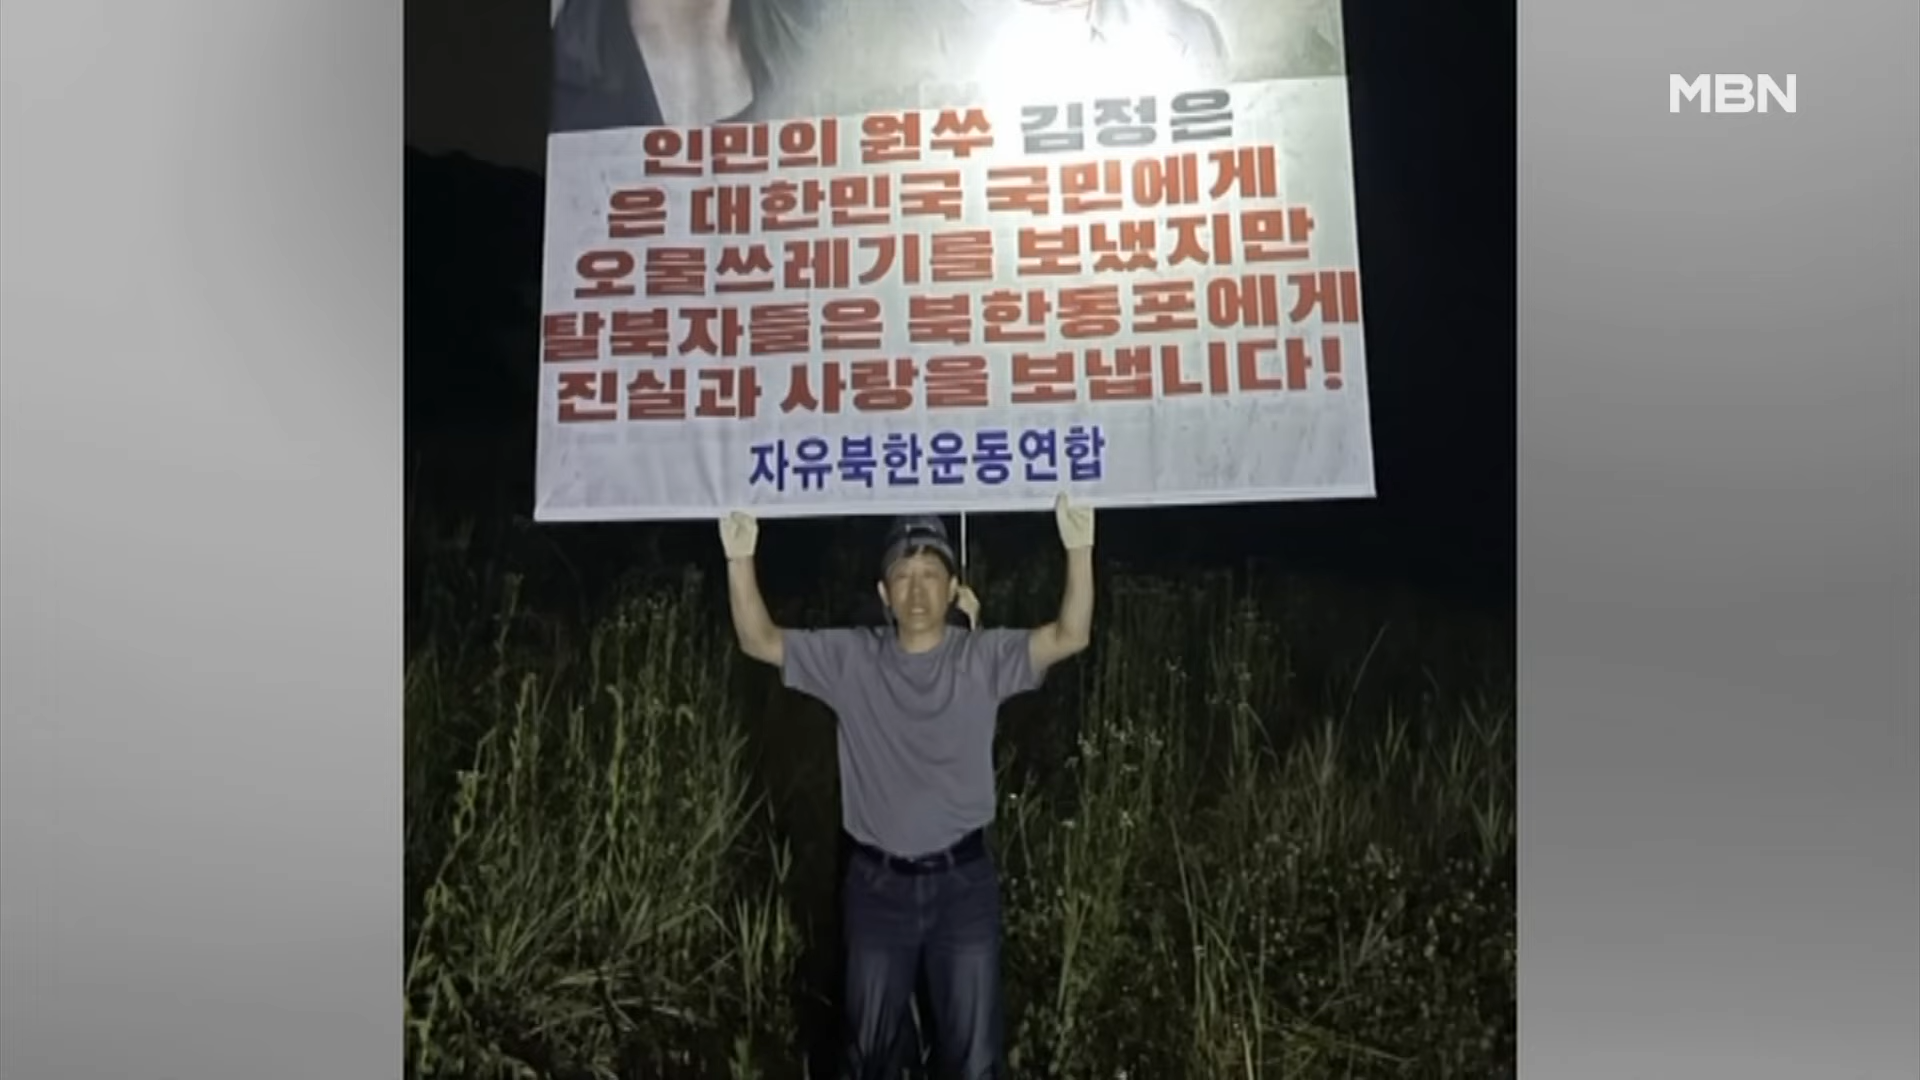 MBN
인민의 원쑤 김정은
은 대한민국 국민에게
오물쓰레기를 보냈지만
탈북자들은 북한동포에게
진실과 사랑을 보냅니다!
자유북한운동연합